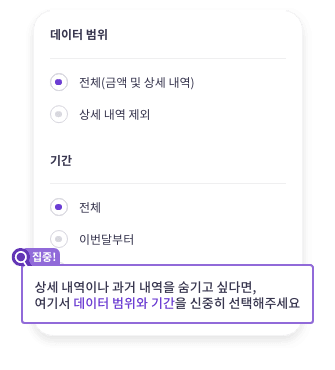 데이터 범위
전체(금액 및 상세 내역)
상세 내역 제외
기간
전체
이번달부터
집중!
상세 내역이나 과거 내역을 숨기고 싶다면,
여기서 데이터 범위와 기간을 신중히 선택해주세요